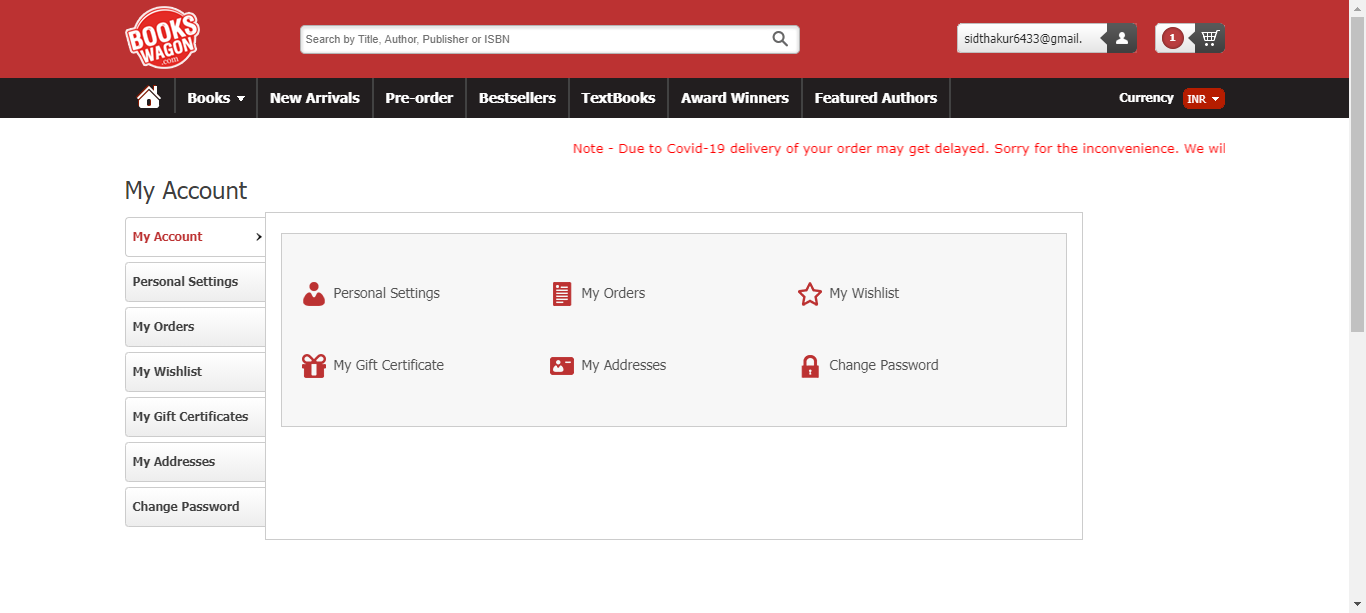 BOOKS
WAGON
.com
Search by Title, Author, Publisher or ISBN
sidthakur6433@gmail.
1
Books
New Arrivals
Pre-order
Bestsellers
TextBooks
Award Winners
Featured Authors
Currency
INR
Note - Due to Covid-19 delivery of your order may get delayed. Sorry for the inconvenience. We wil
My Account
My Account
Personal Settings
My Orders
My Wishlist
My Gift Certificates
My Addresses
Change Password
Personal Settings
My Orders
My Wishlist
My Gift Certificate
My Addresses
Change Password